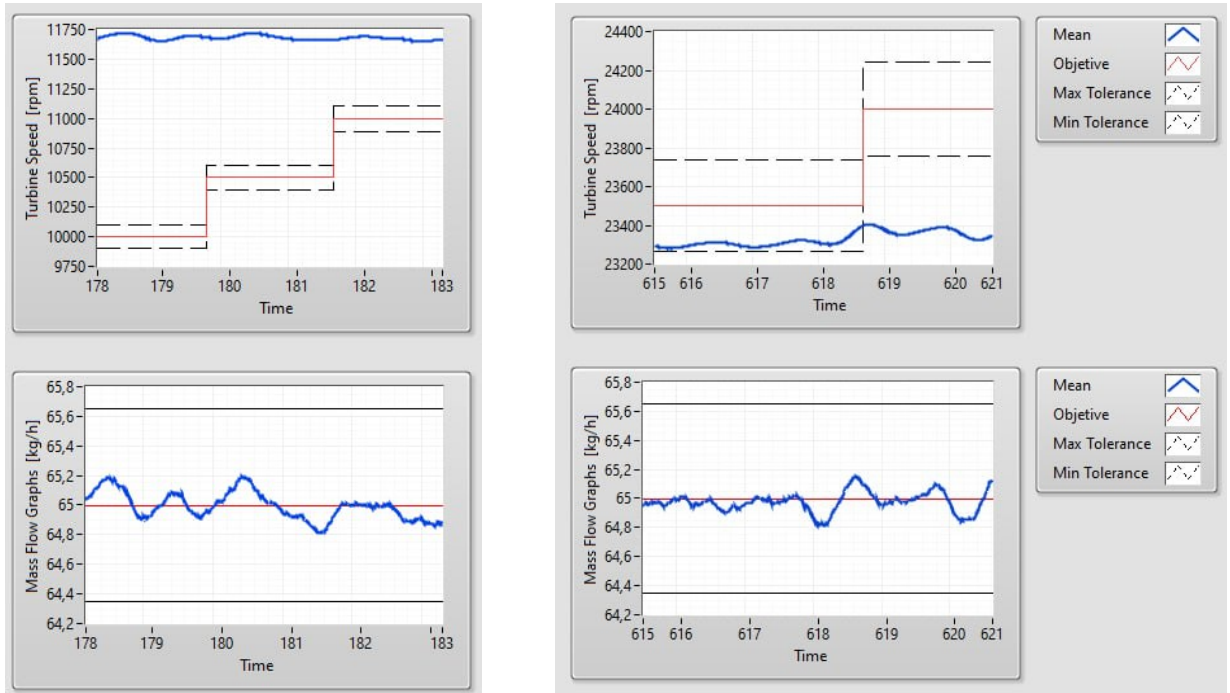 Turbine Speed [rpm]
11750
11500
11250
11000
10750
10500
10250
10000
9750
178 179 180 181 182 183
Time
Turbine Speed [rpm]
24400
24200
24000
23800
23600
23400
23200
615 616 617 618 619 620 621
Time
Mean
Objetive
Max Tolerance
Min Tolerance
Mass Flow Graphs [kg/h]
65,8
65,6
65,4
65,2
65
64,8
64,6
64,4
64,2
178 179 180 181 182 183
Time
Mass Flow Graphs [kg/h]
65,8
65,6
65,4
65,2
65
64,8
64,6
64,4
64,2
615 616 617 618 619 620 621
Time
Mean
Objetive
Max Tolerance
Min Tolerance